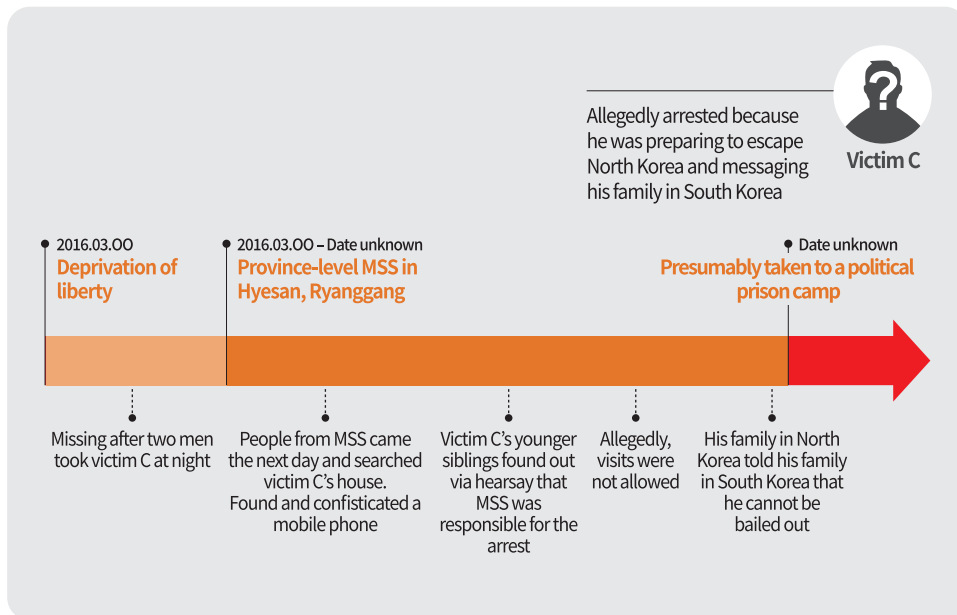 Allegedly arrested because
he was preparing to escape
North Korea and messaging
his family in South Korea
?
Victim C
2016.03.OO
Deprivation of
liberty
2016.03.OO – Date unknown
Province-level MSS in
Hyesan, Ryanggang
Date unknown
Presumably taken to a political
prison camp
Missing after two men
took victim C at night
People from MSS came
the next day and searched
victim C's house.
Found and confisticated a
mobile phone
Victim C's younger
siblings found out
via hearsay that
MSS was
responsible for the
arrest
Allegedly,
visits were
not allowed
His family in North
Korea told his family
in South Korea that
he cannot be
bailed out